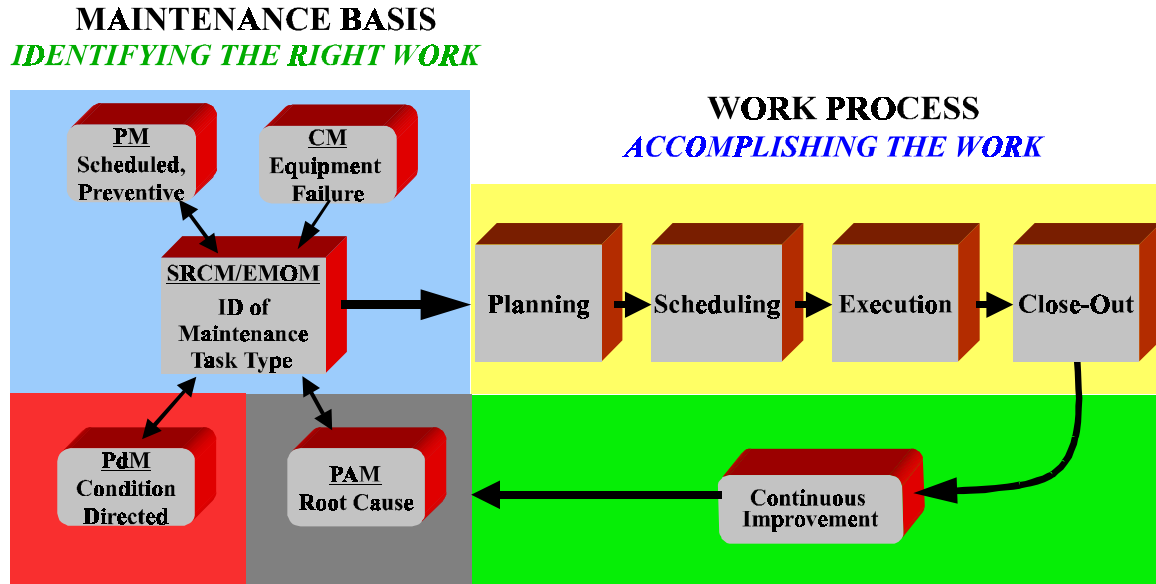 MAINTENANCE BASIS
IDENTIFYING THE RIGHT WORK
WORK PROCESS
ACCOMPLISHING THE WORK
PM
Scheduled,
Preventive
CM
Equipment
Failure
SRCM/EMOM
ID of
Maintenance
Task Type
Planning
Scheduling
Execution
Close-Out
PdM
Condition
Directed
PAM
Root Cause
Continuous
Improvement